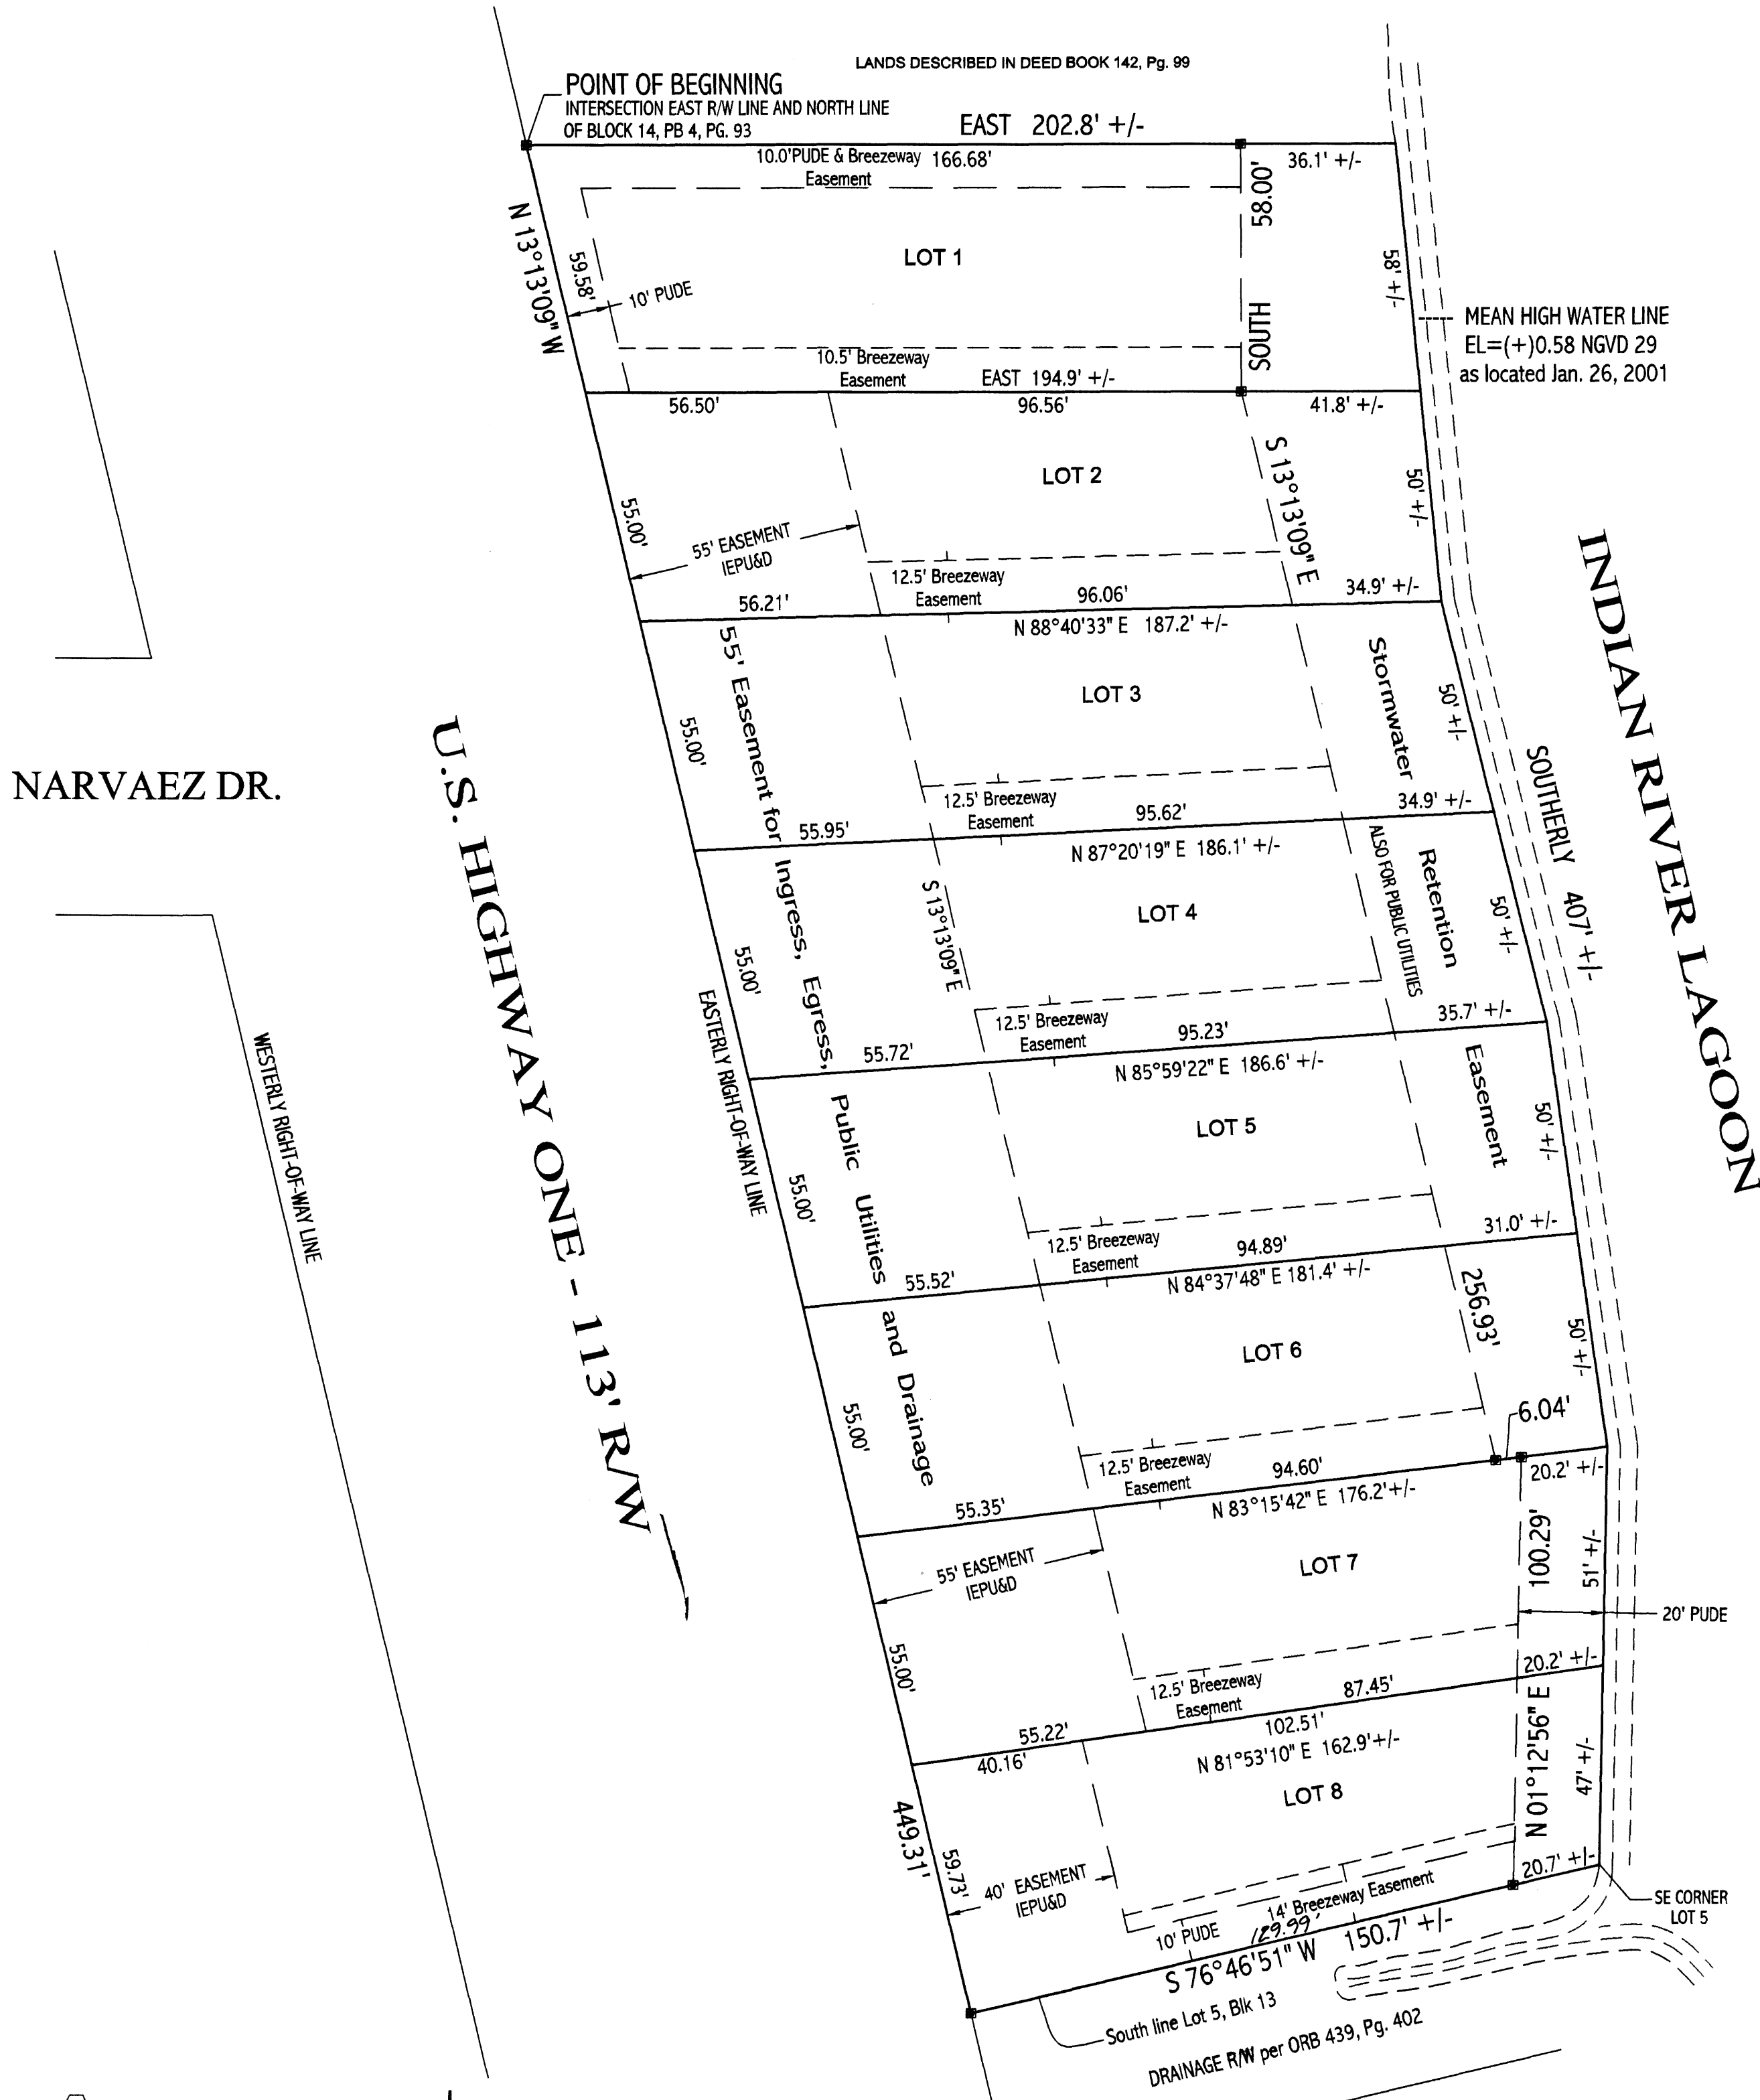 LANDS DESCRIBED IN DEED BOOK 142, Pg. 99
POINT OF BEGINNING
INTERSECTION EAST R/W LINE AND NORTH LINE
OF BLOCK 14, PB 4, PG. 93
EAST 202.8' +/-
10.0'PUDE & Breezeway 166.68'
Easement
36.1' +/-
58.00'
SOUTH
N 13°13'09" W
59.58'
10' PUDE
LOT 1
58' +/-
MEAN HIGH WATER LINE
EL=(+)0.58 NGVD 29
as located Jan. 26, 2001
10.5' Breezeway
Easement
EAST 194.9' +/-
56.50'
96.56'
41.8' +/-
LOT 2
S 13°13'09" E
50' +/-
55.00'
55' EASEMENT
IEPU&D
12.5' Breezeway
Easement
56.21'
96.06'
34.9' +/-
N 88°40'33" E 187.2' +/-
INDIAN RIVER LAGOON
55' Easement for Ingress, Egress, Public Utilities and Drainage
Stormwater Retention Easement
LOT 3
50' +/-
55.00'
NARVAEZ DR.
U.S. HIGHWAY ONE - 113' R/W
SOUTHERLY 407' +/-
12.5' Breezeway
Easement
55.95'
95.62'
34.9' +/-
N 87°20'19" E 186.1' +/-
ALSO FOR PUBLIC UTILITIES
S 13°13'09" E
LOT 4
50' +/-
55.00'
EASTERLY RIGHT-OF-WAY LINE
WESTERLY RIGHT-OF-WAY LINE
12.5' Breezeway
Easement
55.72'
95.23'
35.7' +/-
N 85°59'22" E 186.6' +/-
LOT 5
50' +/-
55.00'
12.5' Breezeway
Easement
55.52'
94.89'
31.0' +/-
N 84°37'48" E 181.4' +/-
256.93'
LOT 6
50' +/-
55.00'
6.04'
12.5' Breezeway
Easement
55.35'
94.60'
20.2' +/-
N 83°15'42" E 176.2'+/-
55' EASEMENT
IEPU&D
LOT 7
100.29'
51' +/-
20' PUDE
55.00'
12.5' Breezeway
Easement
55.22'
87.45'
20.2' +/-
40.16'
102.51'
N 81°53'10" E 162.9'+/-
N 01°12'56" E
LOT 8
47' +/-
449.31'
59.73'
40' EASEMENT
IEPU&D
14' Breezeway Easement
20.7' +/-
10' PUDE
129.99'
SE CORNER
LOT 5
S 76°46'51" W 150.7' +/-
South line Lot 5, Blk 13
DRAINAGE R/W per ORB 439, Pg. 402